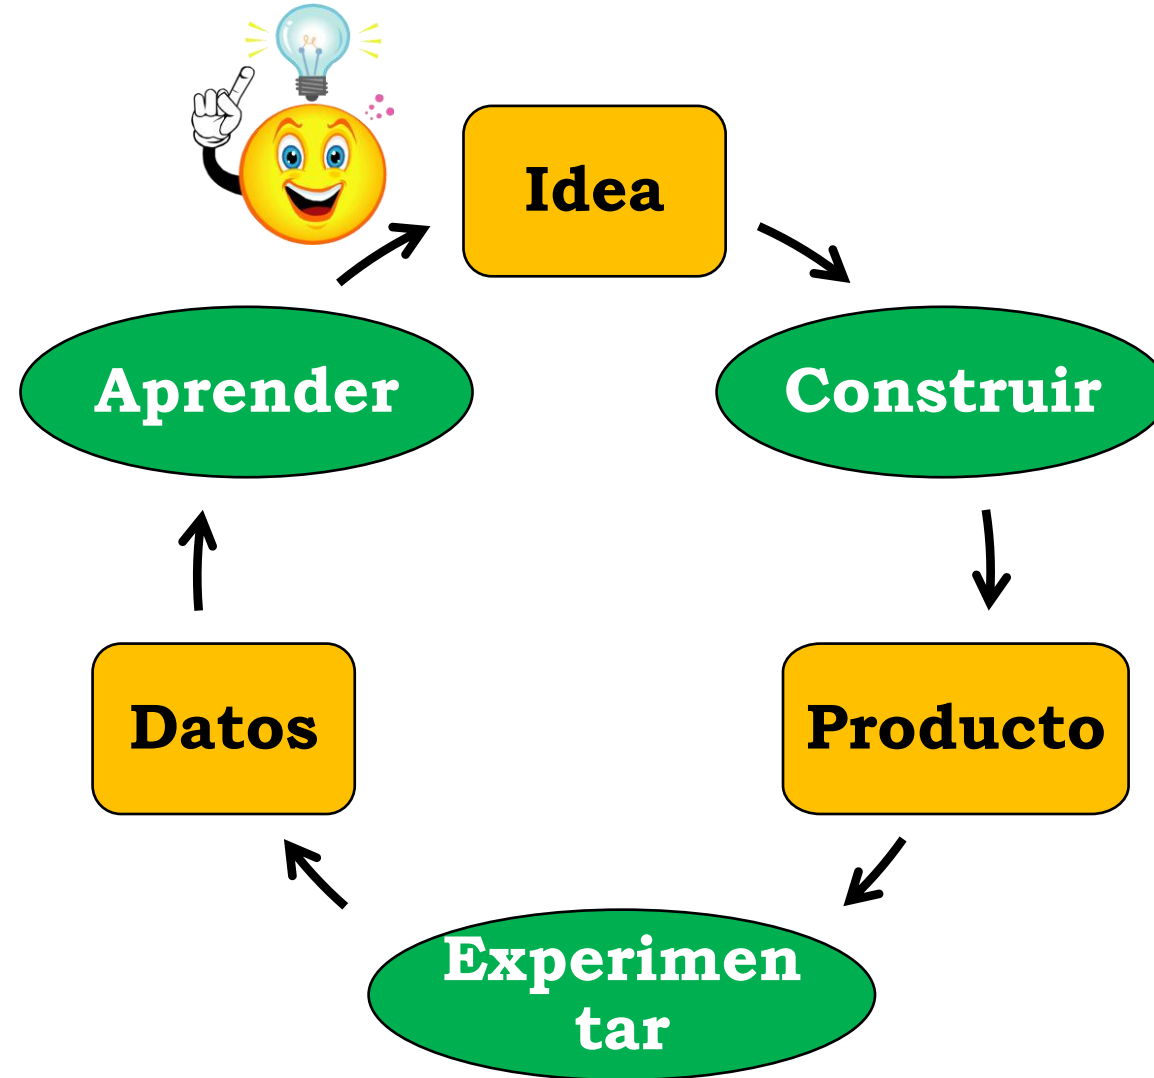 Idea
Aprender
Construir
Datos
Producto
Experimen
tar